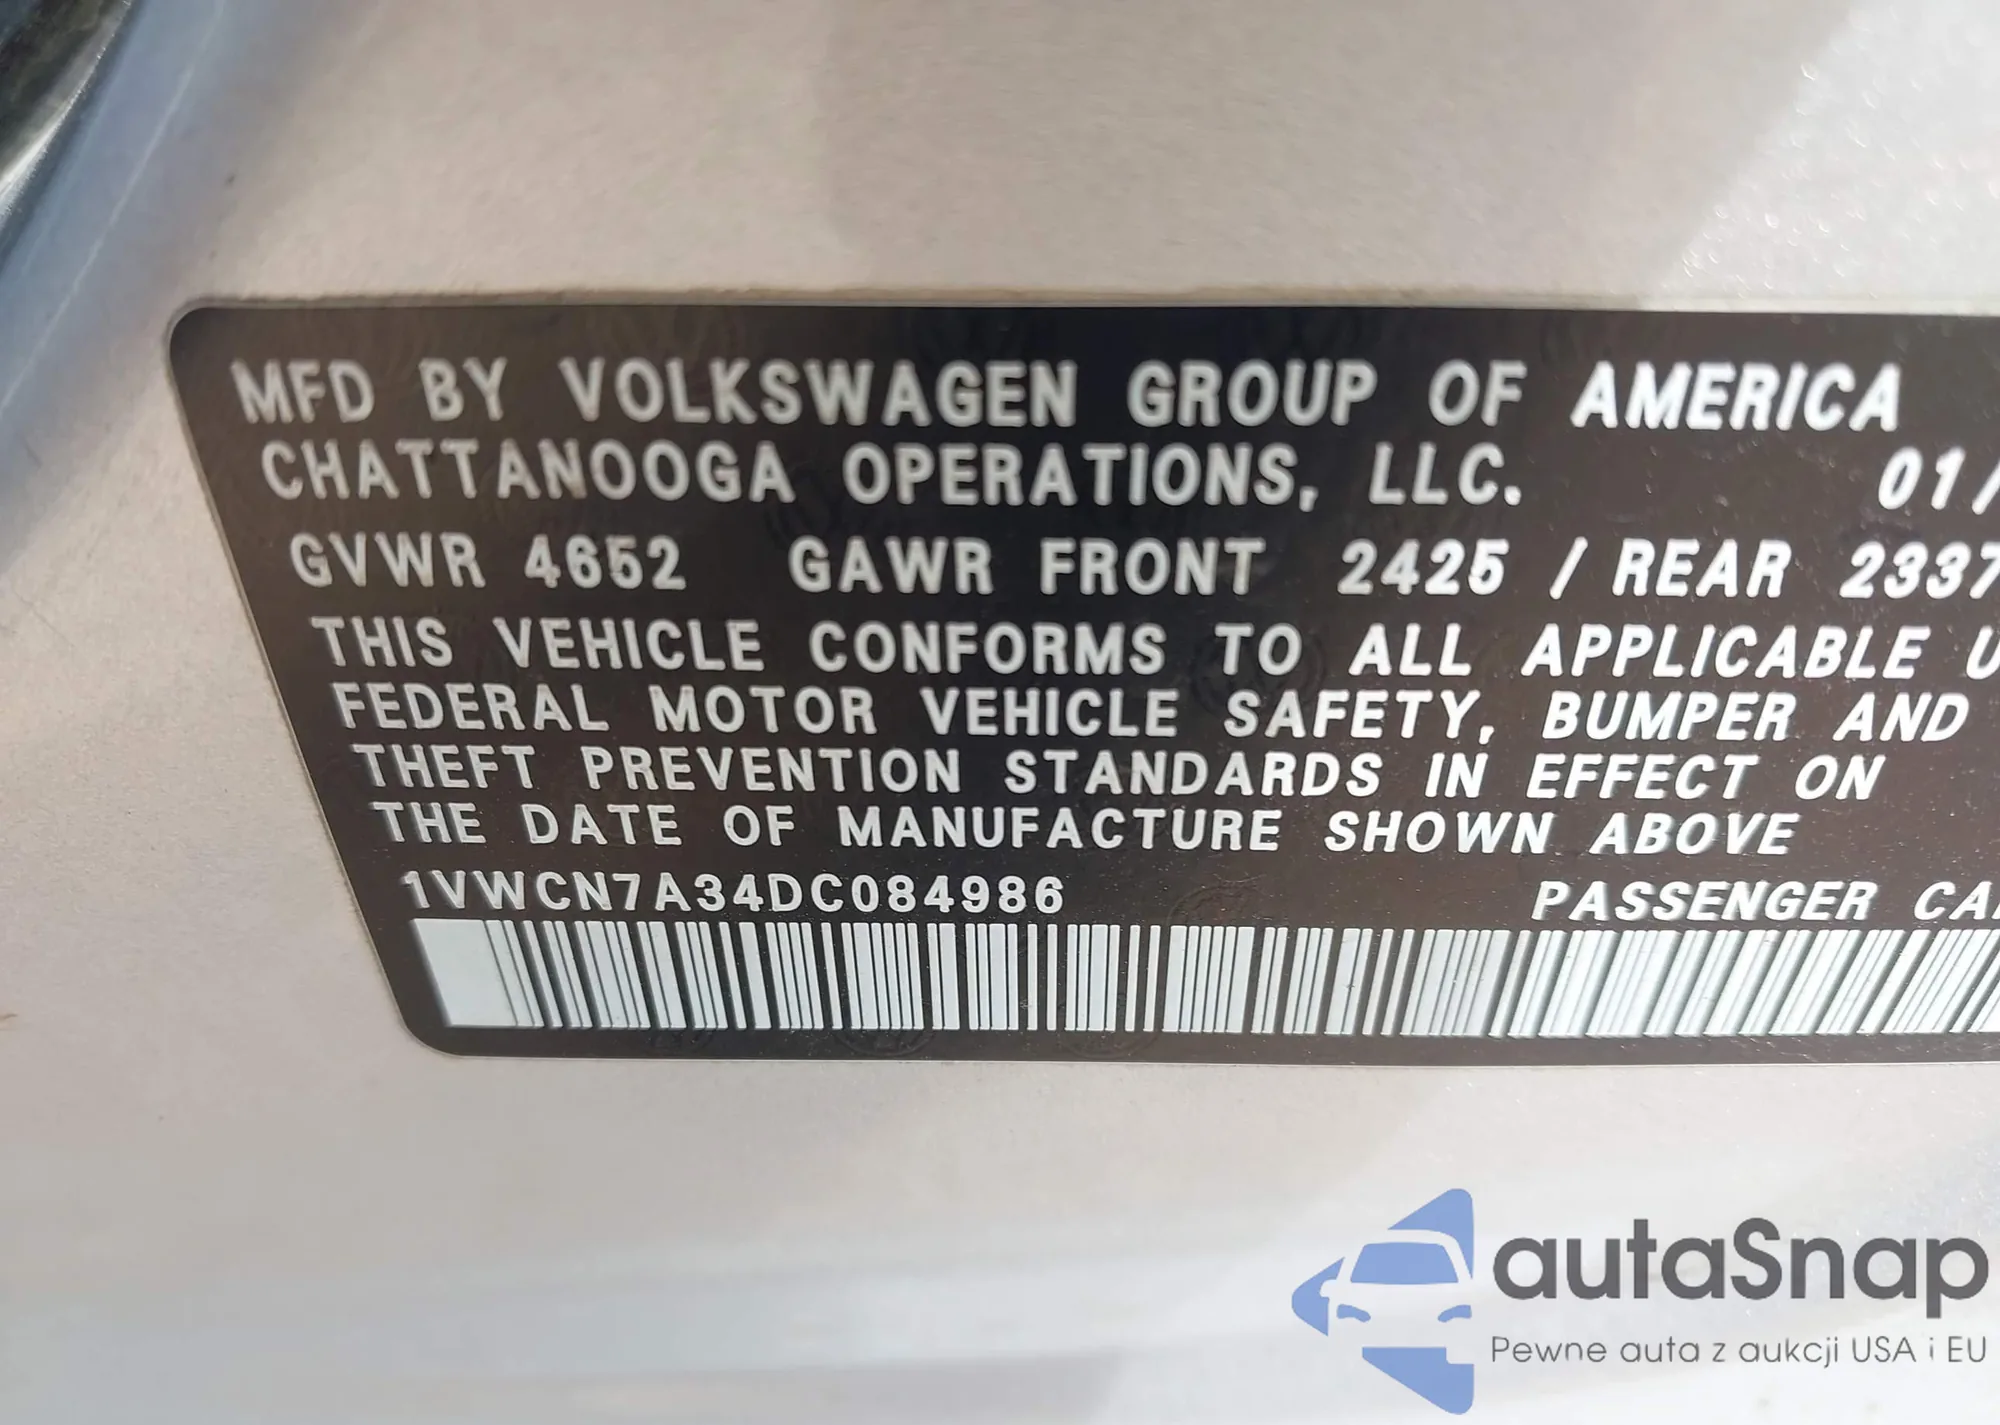 MFD BY VOLKSWAGEN GROUP OF AMERICA
CHATTANOOGA OPERATIONS, LLC. 01/
GVWR 4652 GAWR FRONT 2425 / REAR 2337
THIS VEHICLE CONFORMS TO ALL APPLICABLE U
FEDERAL MOTOR VEHICLE SAFETY, BUMPER AND
THEFT PREVENTION STANDARDS IN EFFECT ON
THE DATE OF MANUFACTURE SHOWN ABOVE
1VWCN7A34DC084986 PASSENGER CA
autaSnap
Pewne auta z aukcji USA i EU